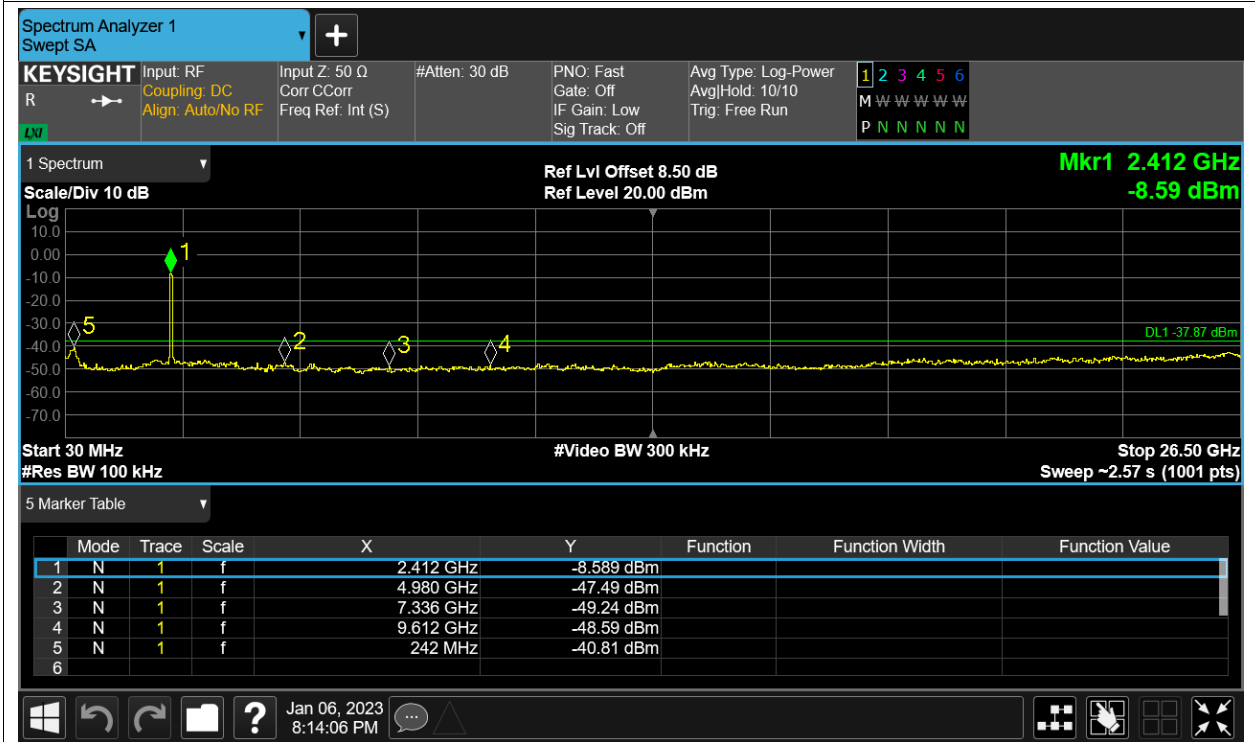 Spectrum Analyzer 1
Swept SA
+
KEYSIGHT
R
LXI
Input: RF
Coupling: DC
Align: Auto/No RF
Input Z: 50 Ω
Corr CCorr
Freq Ref: Int (S)
#Atten: 30 dB
PNO: Fast
Gate: Off
IF Gain: Low
Sig Track: Off
Avg Type: Log-Power
Avg|Hold: 10/10
Trig: Free Run
1 2 3 4 5 6
M W W W W W
P N N N N N
1 Spectrum
Scale/Div 10 dB
Ref Lvl Offset 8.50 dB
Ref Level 20.00 dBm
Mkr1 2.412 GHz
-8.59 dBm
Log
10.0
0.00
-10.0
-20.0
-30.0
-40.0
-50.0
-60.0
-70.0
1
5
2
3
4
DL1 -37.87 dBm
Start 30 MHz
#Video BW 300 kHz
Stop 26.50 GHz
#Res BW 100 kHz
Sweep ~2.57 s (1001 pts)
5 Marker Table
Mode Trace Scale X Y Function Function Width Function Value
1 N 1 f 2.412 GHz -8.589 dBm
2 N 1 f 4.980 GHz -47.49 dBm
3 N 1 f 7.336 GHz -49.24 dBm
4 N 1 f 9.612 GHz -48.59 dBm
5 N 1 f 242 MHz -40.81 dBm
6
?
Jan 06, 2023
8:14:06 PM